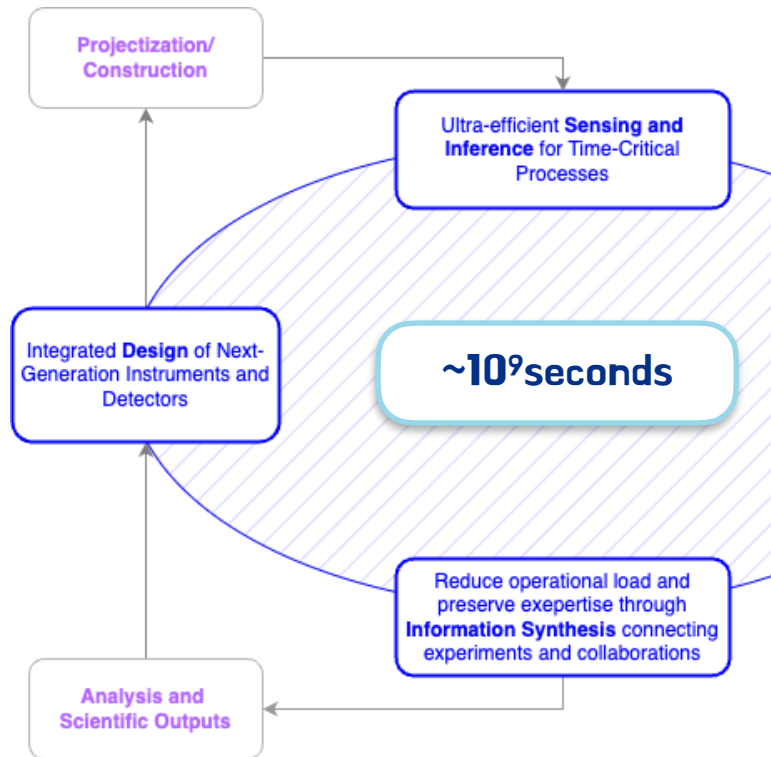 Projectization/
Construction
Ultra-efficient Sensing and
Inference for Time-Critical
Processes
Integrated Design of Next-
Generation Instruments and
Detectors
~10⁹seconds
Reduce operational load and
preserve exepertise through
Information Synthesis connecting
experiments and collaborations
Analysis and
Scientific Outputs